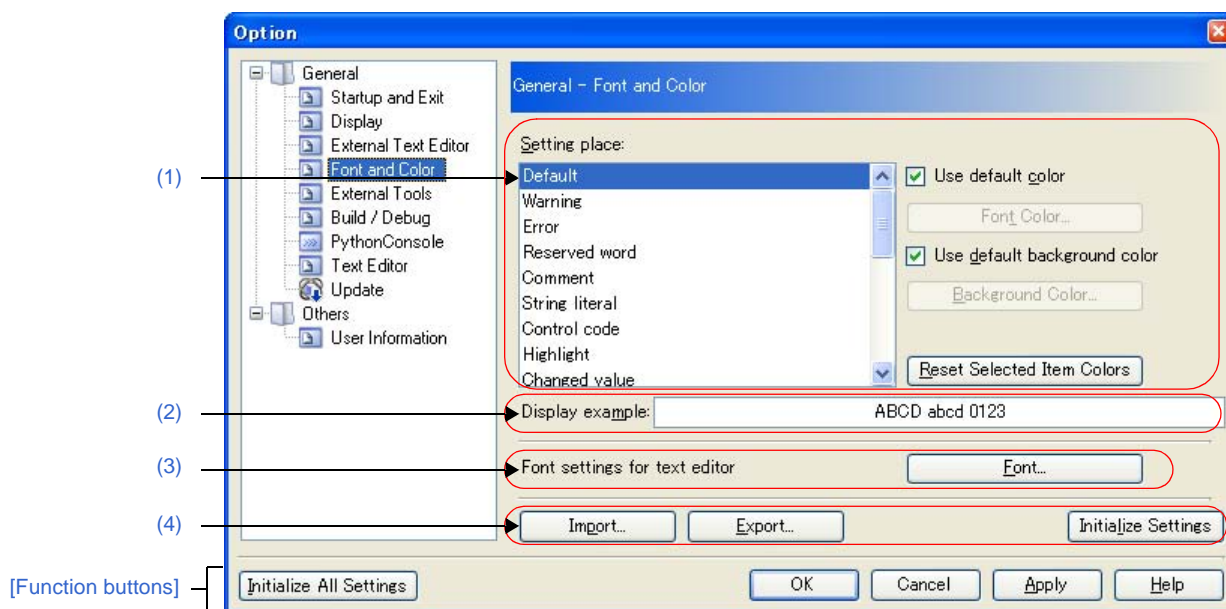 Option
General
Startup and Exit
Display
External Text Editor
Font and Color
External Tools
Build / Debug
PythonConsole
Text Editor
Update
Others
User Information
General - Font and Color
Setting place:
(1)
Default
Warning
Error
Reserved word
Comment
String literal
Control code
Highlight
Changed value
Use default color
Font Color...
Use default background color
Background Color...
Reset Selected Item Colors
(2)
Display example:
ABCD abcd 0123
(3)
Font settings for text editor
Font...
(4)
Import...
Export...
Initialize Settings
[Function buttons]
Initialize All Settings
OK
Cancel
Apply
Help